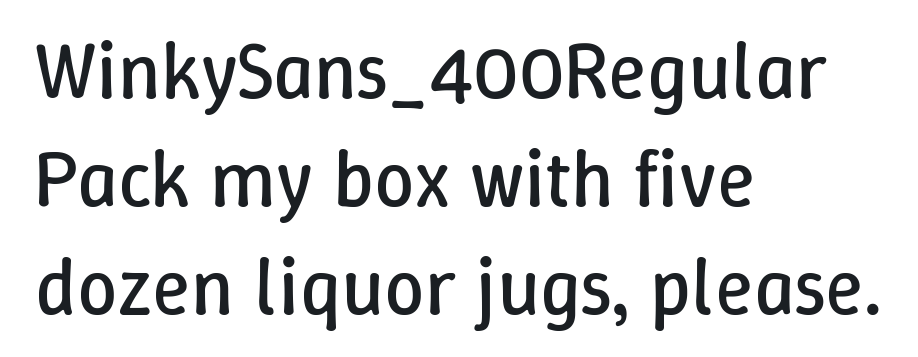 WinkySans_400Regular
Pack my box with five
dozen liquor jugs, please.